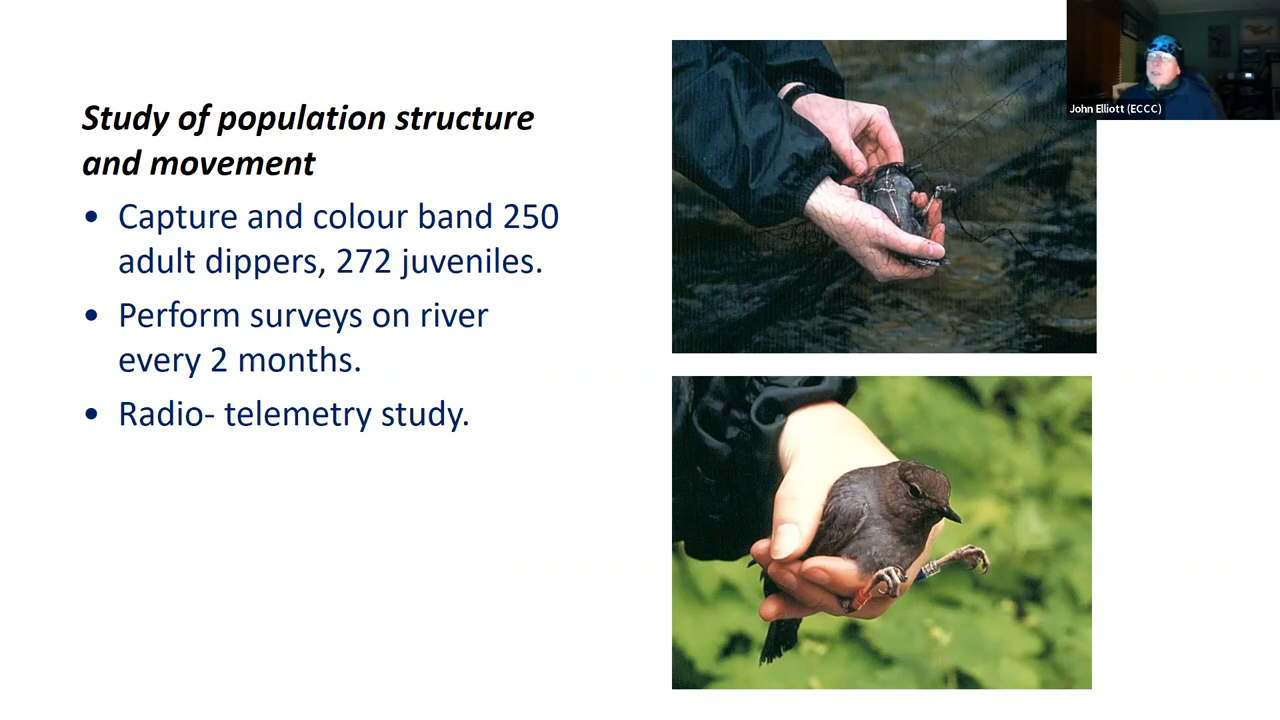 Study of population structure
and movement
• Capture and colour band 250
adult dippers, 272 juveniles.
• Perform surveys on river
every 2 months.
• Radio- telemetry study.
John Elliott (ECCC)